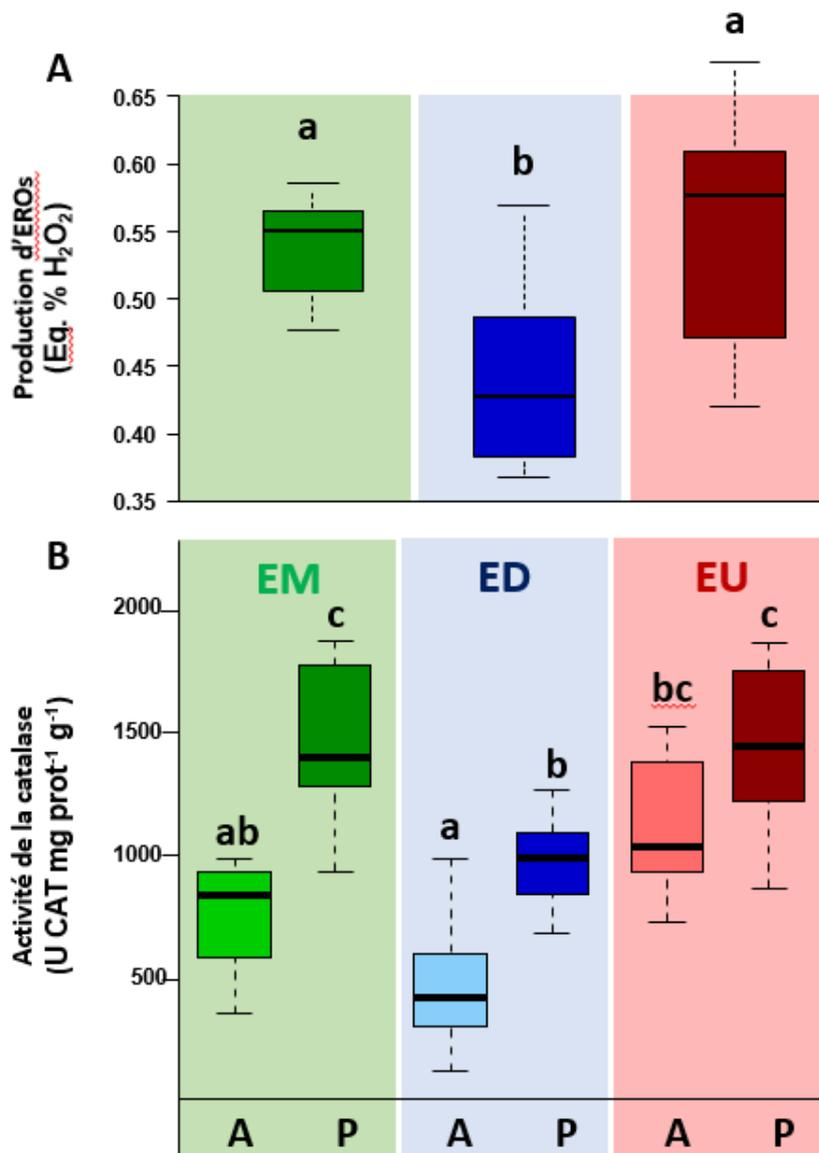 A
Production d'EROs
(Eq. % H₂O₂)
0.65
0.60
0.55
0.50
0.45
0.40
0.35
a
b
a
B
Activité de la catalase
(U CAT mg prot⁻¹ g⁻¹)
2000
1500
1000
500
EM
ED
EU
ab
c
a
b
bc
c
A
P
A
P
A
P